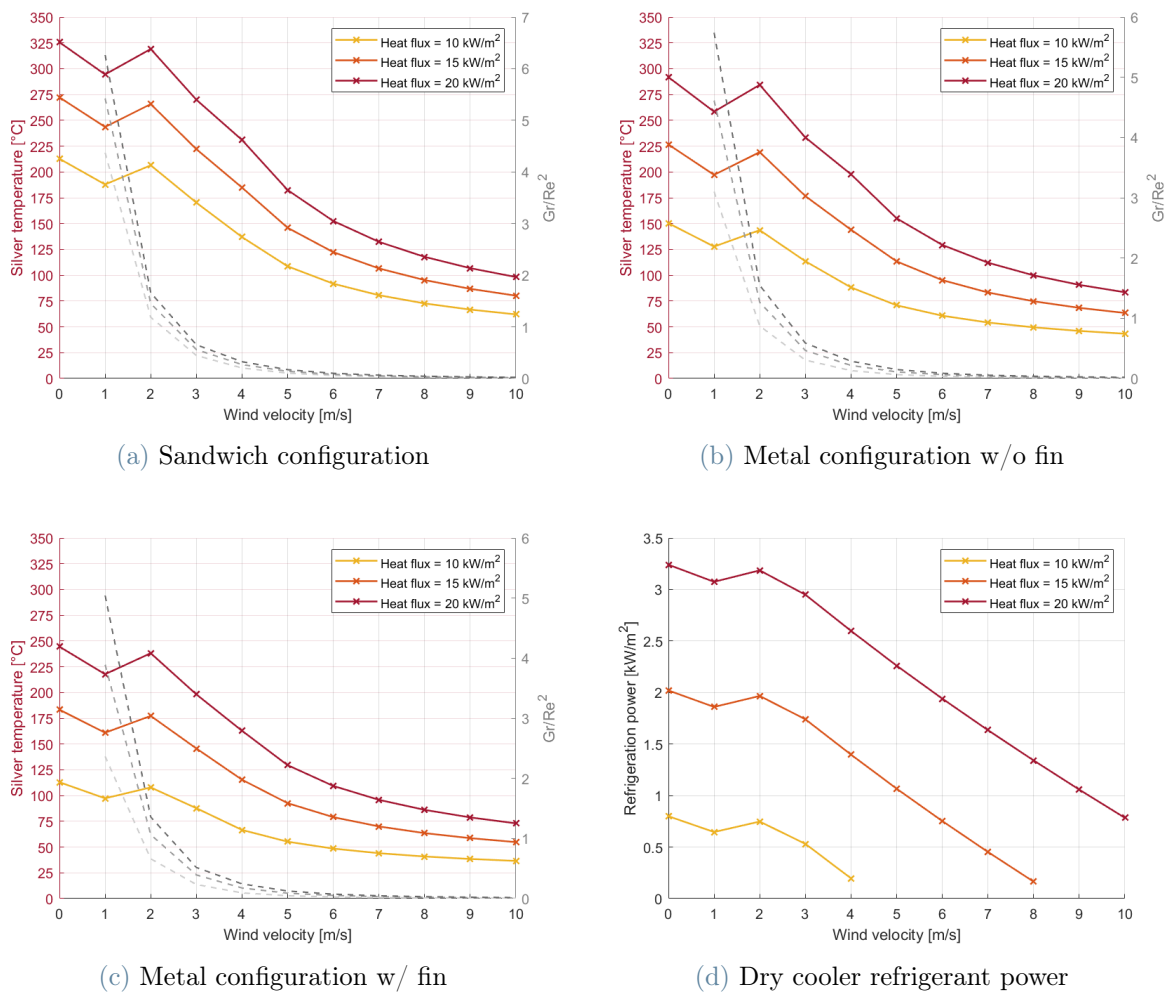 350
325
300
275
250
225
200
175
150
125
100
75
50
25
0
Silver temperature [°C]
7
6
5
4
3
2
1
0
Gr/Re²
Heat flux = 10 kW/m²
Heat flux = 15 kW/m²
Heat flux = 20 kW/m²
0 1 2 3 4 5 6 7 8 9 10
Wind velocity [m/s]
(a) Sandwich configuration
350
325
300
275
250
225
200
175
150
125
100
75
50
25
0
Silver temperature [°C]
6
5
4
3
2
1
0
Gr/Re²
Heat flux = 10 kW/m²
Heat flux = 15 kW/m²
Heat flux = 20 kW/m²
0 1 2 3 4 5 6 7 8 9 10
Wind velocity [m/s]
(b) Metal configuration w/o fin
350
325
300
275
250
225
200
175
150
125
100
75
50
25
0
Silver temperature [°C]
6
5
4
3
2
1
0
Gr/Re²
Heat flux = 10 kW/m²
Heat flux = 15 kW/m²
Heat flux = 20 kW/m²
0 1 2 3 4 5 6 7 8 9 10
Wind velocity [m/s]
(c) Metal configuration w/ fin
3.5
3
2.5
2
1.5
1
0.5
0
Refrigeration power [kW/m²]
Heat flux = 10 kW/m²
Heat flux = 15 kW/m²
Heat flux = 20 kW/m²
0 1 2 3 4 5 6 7 8 9 10
Wind velocity [m/s]
(d) Dry cooler refrigerant power